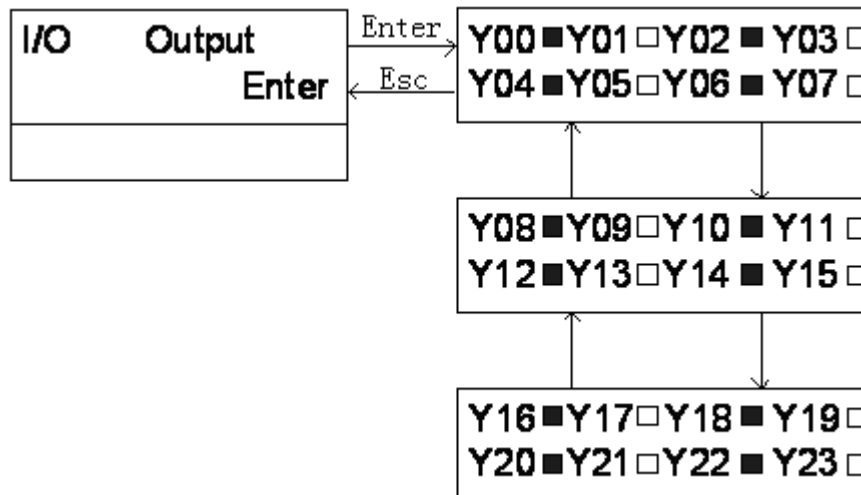 I/O Output
Enter
Enter
Esc
Y00 ■ Y01 □ Y02 ■ Y03 □
Y04 ■ Y05 □ Y06 ■ Y07 □
Y08 ■ Y09 □ Y10 ■ Y11 □
Y12 ■ Y13 □ Y14 ■ Y15 □
Y16 ■ Y17 □ Y18 ■ Y19 □
Y20 ■ Y21 □ Y22 ■ Y23 □